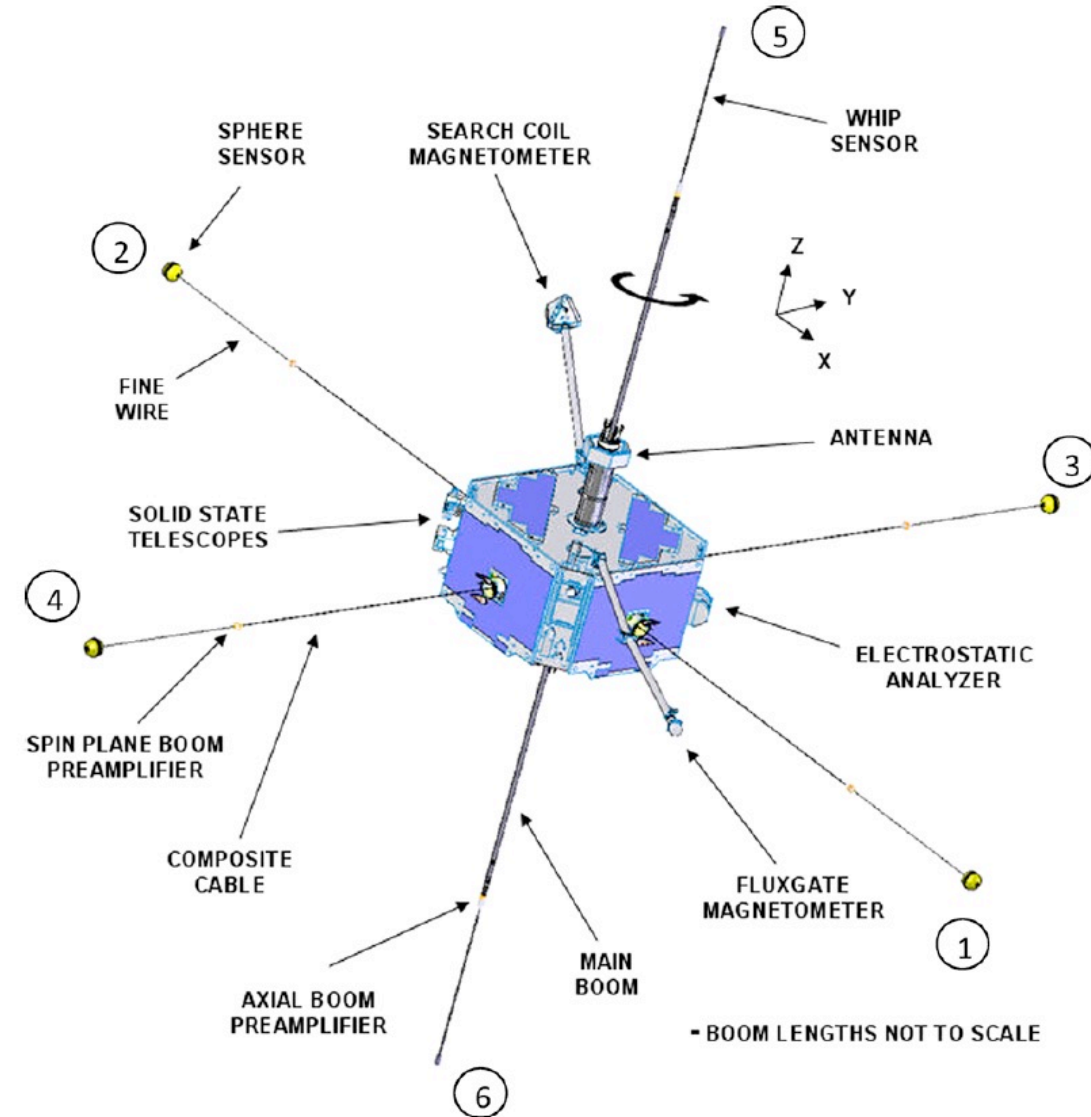 5
WHIP
SENSOR
SPHERE
SENSOR
SEARCH COIL
MAGNETOMETER
2
Z
Y
X
FINE
WIRE
ANTENNA
3
SOLID STATE
TELESCOPES
4
ELECTROSTATIC
ANALYZER
SPIN PLANE BOOM
PREAMPLIFIER
COMPOSITE
CABLE
FLUXGATE
MAGNETOMETER
1
MAIN
BOOM
AXIAL BOOM
PREAMPLIFIER
- BOOM LENGTHS NOT TO SCALE
6